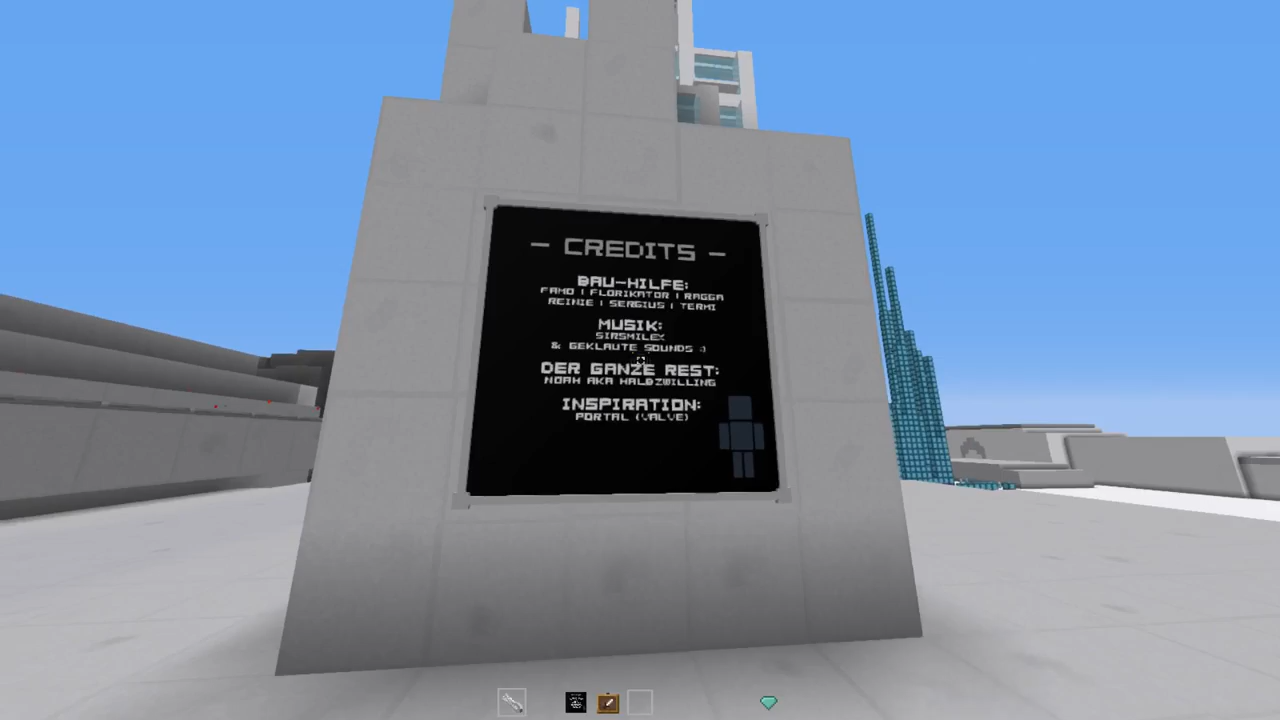 — CREDITS —
BAU-HILFE:
FAMO | FLORIKATOR | RAGGA
REINIE | SERGIUS | TERMI
MUSIK:
SIRSMILEX
& GEKLAUTE SOUNDS :)
DER GANZE REST:
NOAH AKA HALBZWILLING
INSPIRATION:
PORTAL (VALVE)